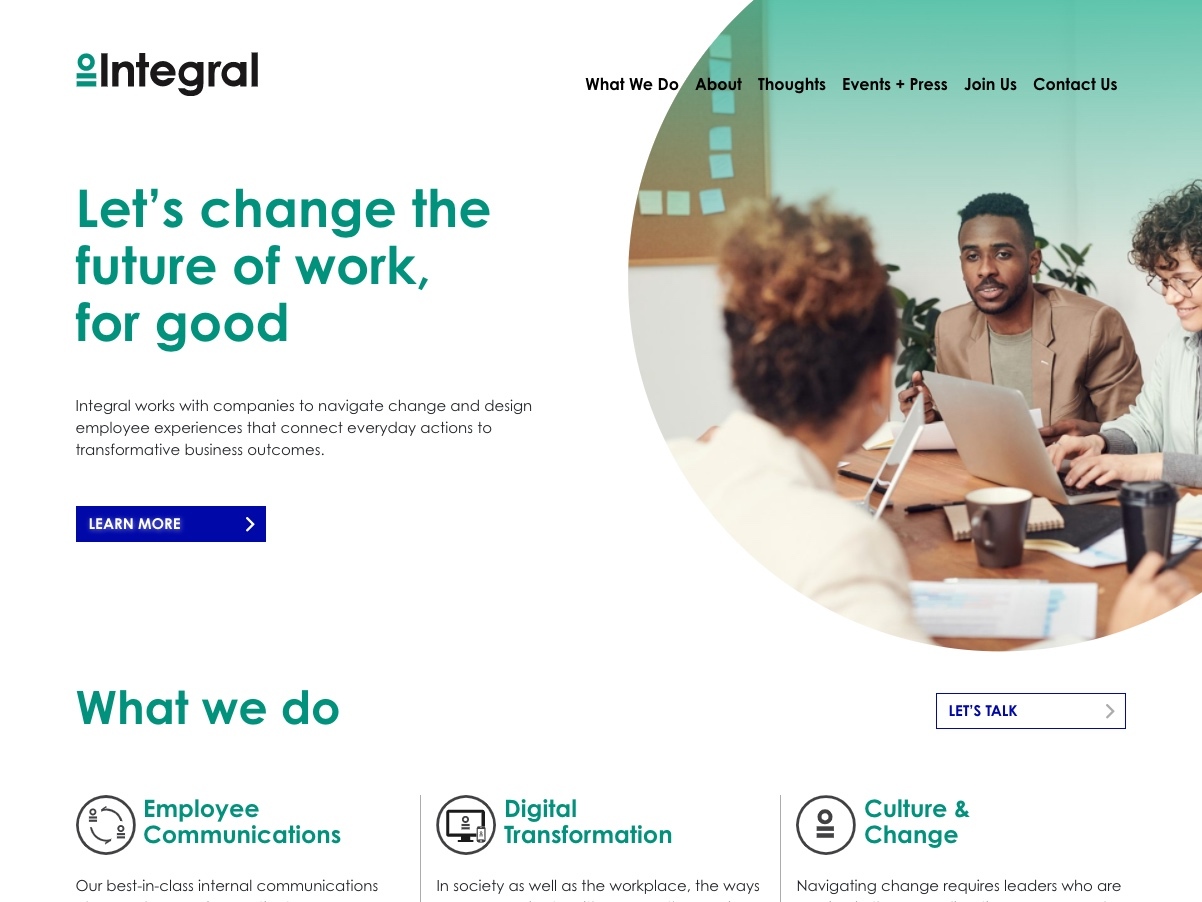 Integral
What We Do About Thoughts Events + Press Join Us Contact Us
Let’s change the
future of work,
for good
Integral works with companies to navigate change and design
employee experiences that connect everyday actions to
transformative business outcomes.
LEARN MORE
What we do
LET’S TALK
Employee
Communications
Digital
Transformation
Culture &
Change
Our best-in-class internal communications
In society as well as the workplace, the ways
Navigating change requires leaders who are